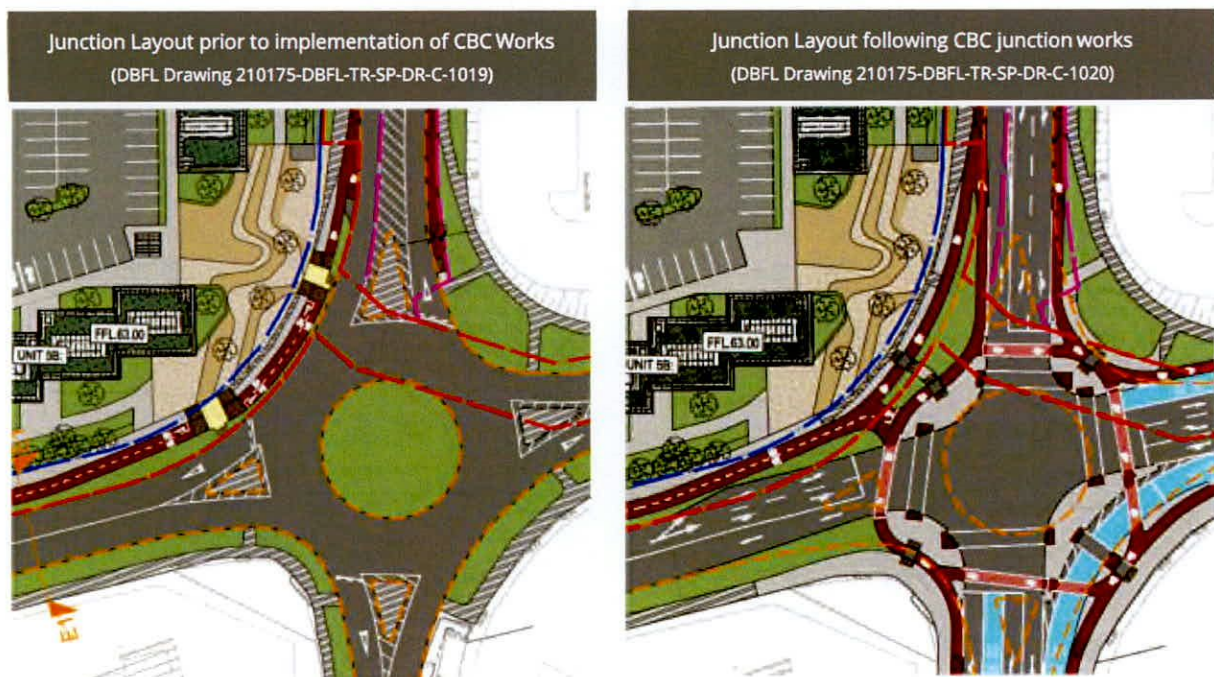 Junction Layout prior to implementation of CBC Works
(DBFL Drawing 210175-DBFL-TR-SP-DR-C-1019)
FFL.63.00
UNIT 5B:
E1
Junction Layout following CBC junction works
(DBFL Drawing 210175-DBFL-TR-SP-DR-C-1020)
FFL.63.00
UNIT 5B: